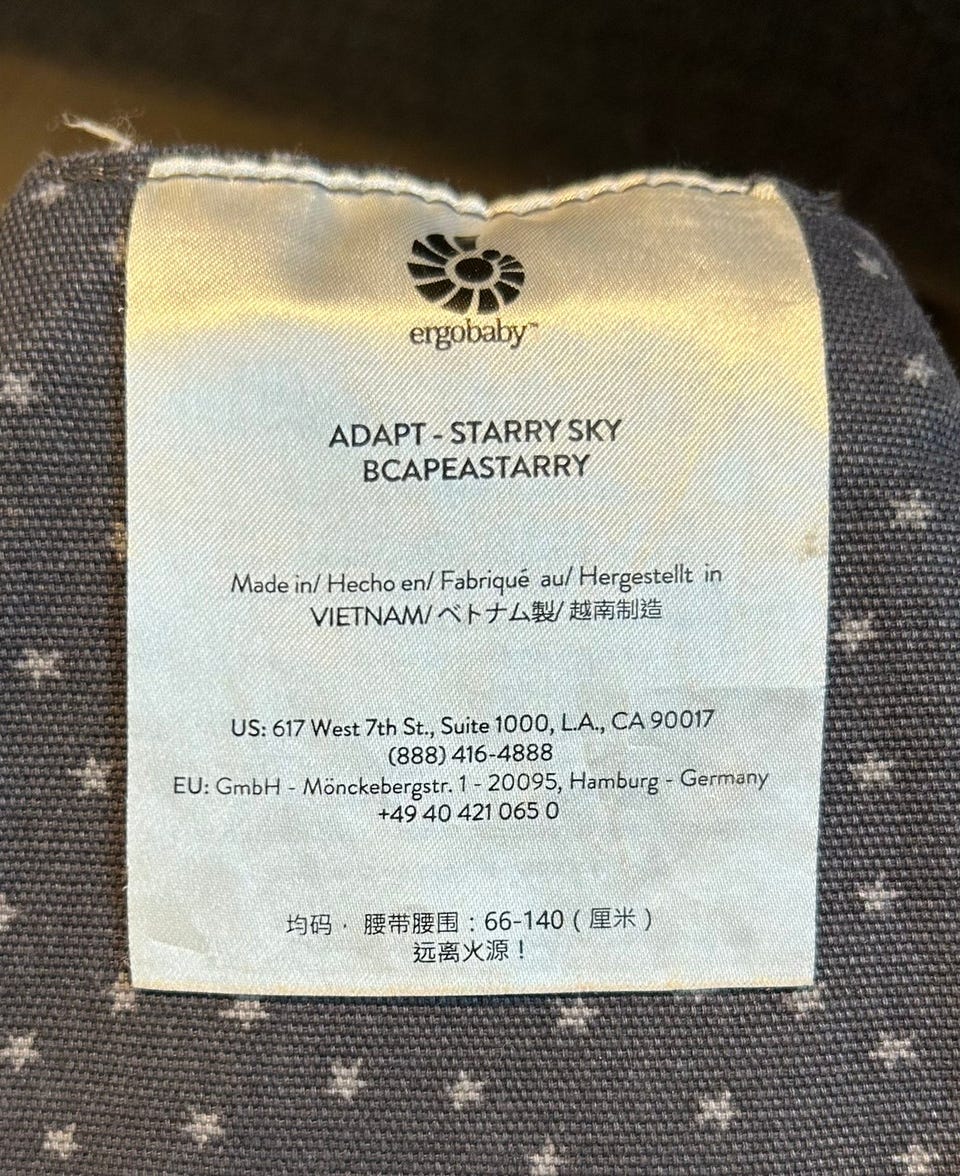 ergobaby™
ADAPT - STARRY SKY
BCAPEASTARRY
Made in/ Hecho en/ Fabriqué au/ Hergestellt in
VIETNAM/ベトナム製/ 越南制造
US: 617 West 7th St., Suite 1000, L.A., CA 90017
(888) 416-4888
EU: GmbH - Mönckebergstr. 1 - 20095, Hamburg - Germany
+49 40 421 065 0
均码 · 腰带腰围 : 66-140 ( 厘米 )
远离火源 !